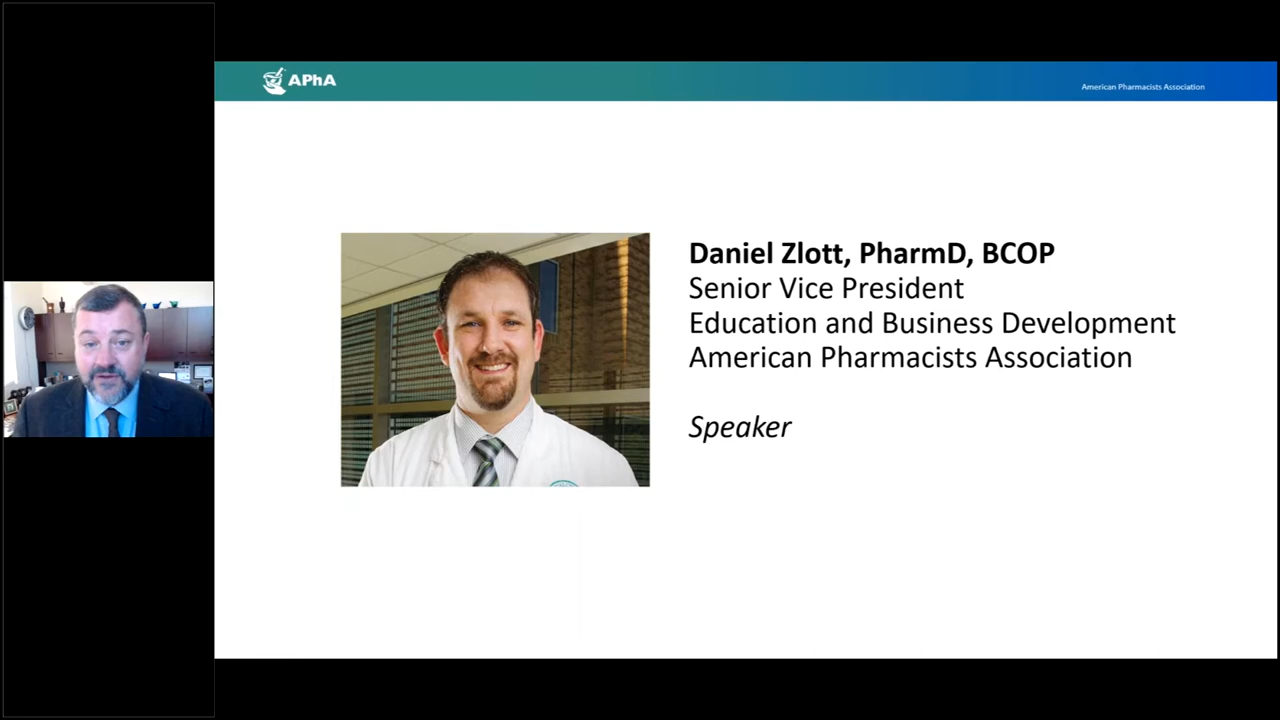 APhA
American Pharmacists Association
Daniel Zlott, PharmD, BCOP
Senior Vice President
Education and Business Development
American Pharmacists Association
Speaker